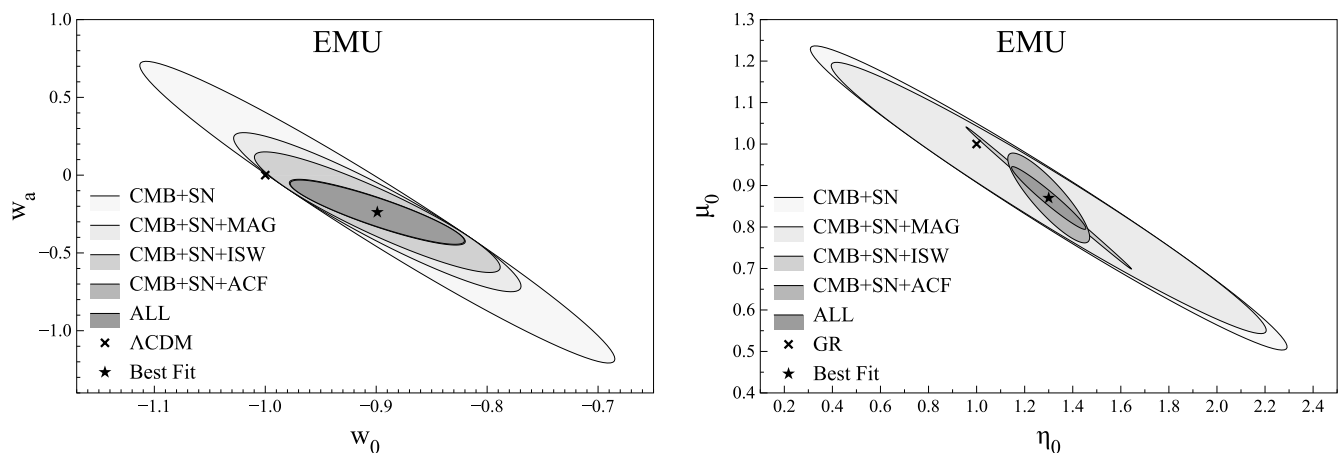 EMU
1.0
0.5
0
−0.5
−1.0
w_a
CMB+SN
CMB+SN+MAG
CMB+SN+ISW
CMB+SN+ACF
ALL
ΛCDM
Best Fit
−1.1 −1.0 −0.9 −0.8 −0.7
w_0
EMU
1.3
1.2
1.1
1.0
0.9
0.8
0.7
0.6
0.5
0.4
μ_0
CMB+SN
CMB+SN+MAG
CMB+SN+ISW
CMB+SN+ACF
ALL
GR
Best Fit
0.2 0.4 0.6 0.8 1.0 1.2 1.4 1.6 1.8 2.0 2.2 2.4
η_0